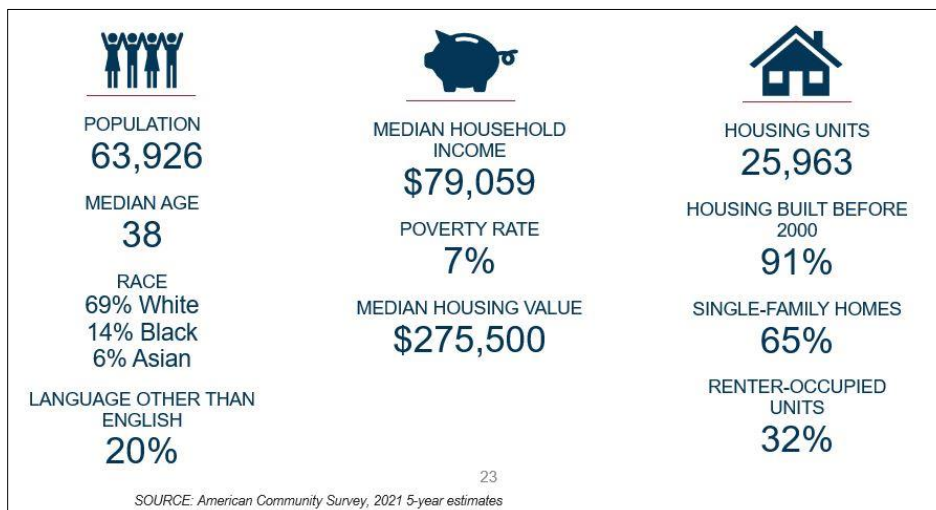 POPULATION
63,926
MEDIAN AGE
38
RACE
69% White
14% Black
6% Asian
LANGUAGE OTHER THAN
ENGLISH
20%
MEDIAN HOUSEHOLD
INCOME
$79,059
POVERTY RATE
7%
MEDIAN HOUSING VALUE
$275,500
HOUSING UNITS
25,963
HOUSING BUILT BEFORE
2000
91%
SINGLE-FAMILY HOMES
65%
RENTER-OCCUPIED
UNITS
32%
23
SOURCE: American Community Survey, 2021 5-year estimates